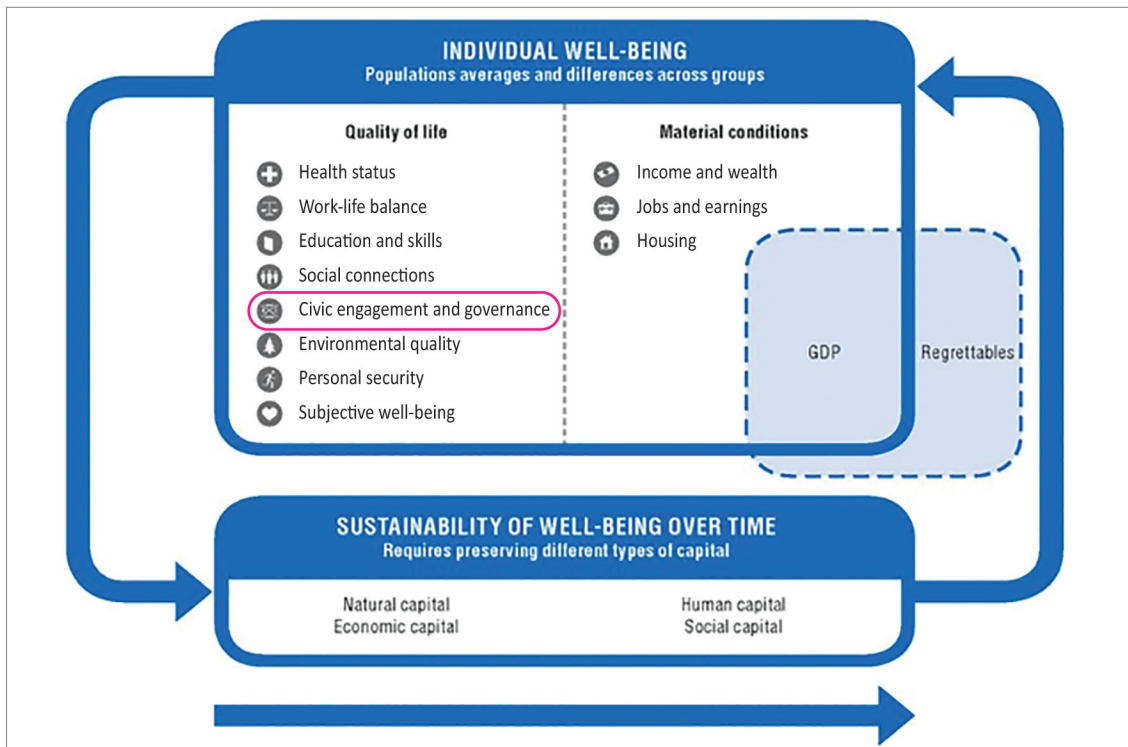 INDIVIDUAL WELL-BEING
Populations averages and differences across groups
Quality of life
Health status
Work-life balance
Education and skills
Social connections
Civic engagement and governance
Environmental quality
Personal security
Subjective well-being
Material conditions
Income and wealth
Jobs and earnings
Housing
GDP
Regrettables
SUSTAINABILITY OF WELL-BEING OVER TIME
Requires preserving different types of capital
Natural capital
Economic capital
Human capital
Social capital